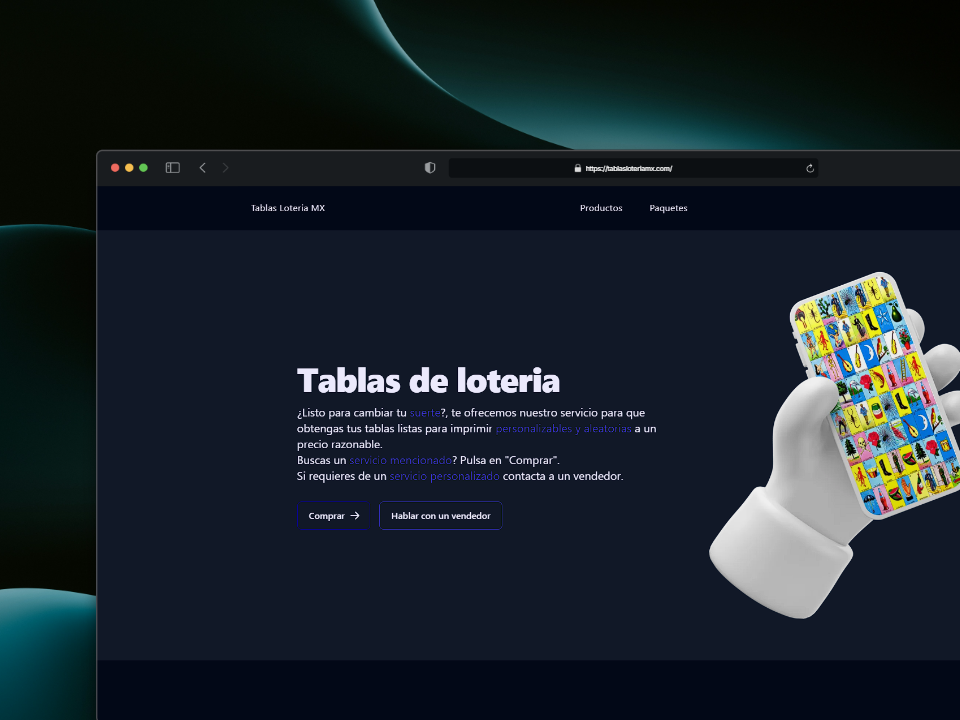 https://tablasloteriamx.com/
Tablas Loteria MX
Productos
Paquetes
Tablas de loteria
¿Listo para cambiar tu suerte?, te ofrecemos nuestro servicio para que
obtengas tus tablas listas para imprimir personalizables y aleatorias a un
precio razonable.
Buscas un servicio mencionado? Pulsa en "Comprar".
Si requieres de un servicio personalizado contacta a un vendedor.
Comprar →
Hablar con un vendedor